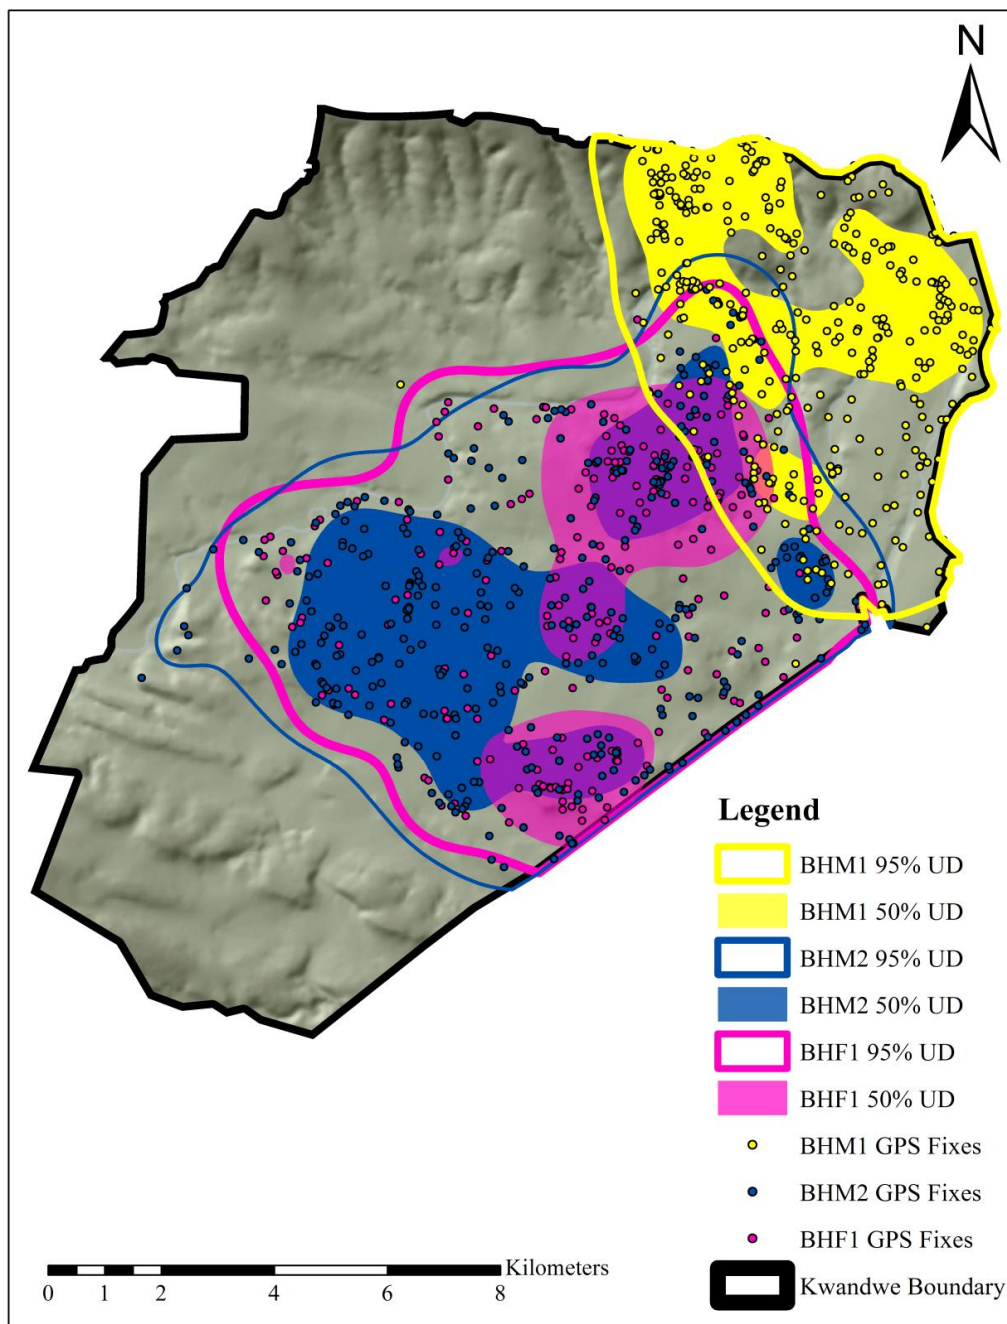 N
Legend
BHM1 95% UD
BHM1 50% UD
BHM2 95% UD
BHM2 50% UD
BHF1 95% UD
BHF1 50% UD
BHM1 GPS Fixes
BHM2 GPS Fixes
BHF1 GPS Fixes
Kwandwe Boundary
Kilometers
0 1 2 4 6 8